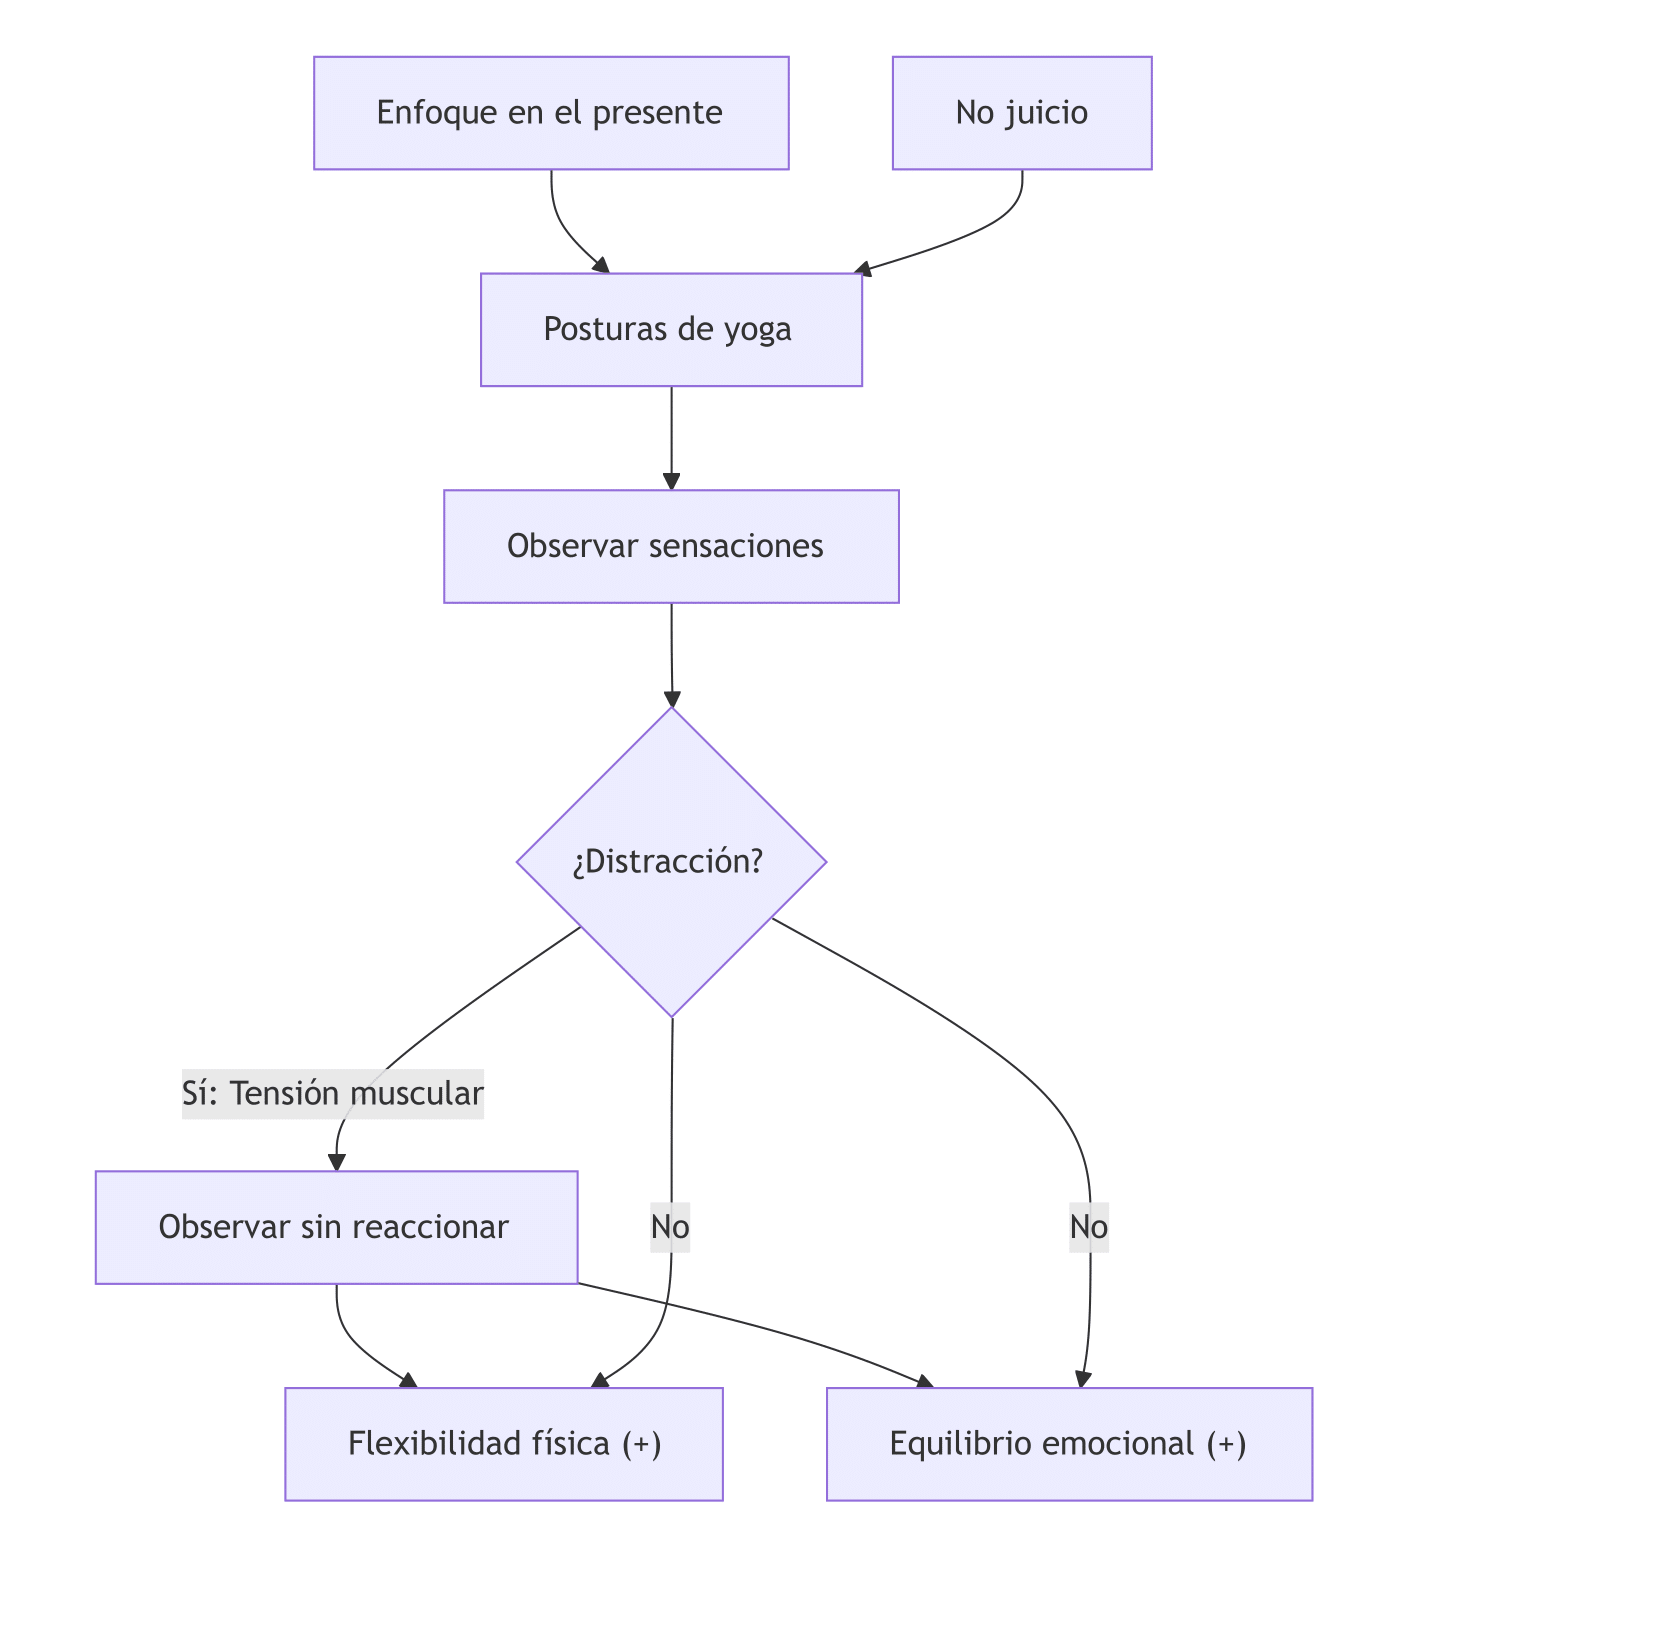 Enfoque en el presente
No juicio
Posturas de yoga
Observar sensaciones
¿Distracción?
Sí: Tensión muscular
Observar sin reaccionar
No
No
Flexibilidad física (+)
Equilibrio emocional (+)